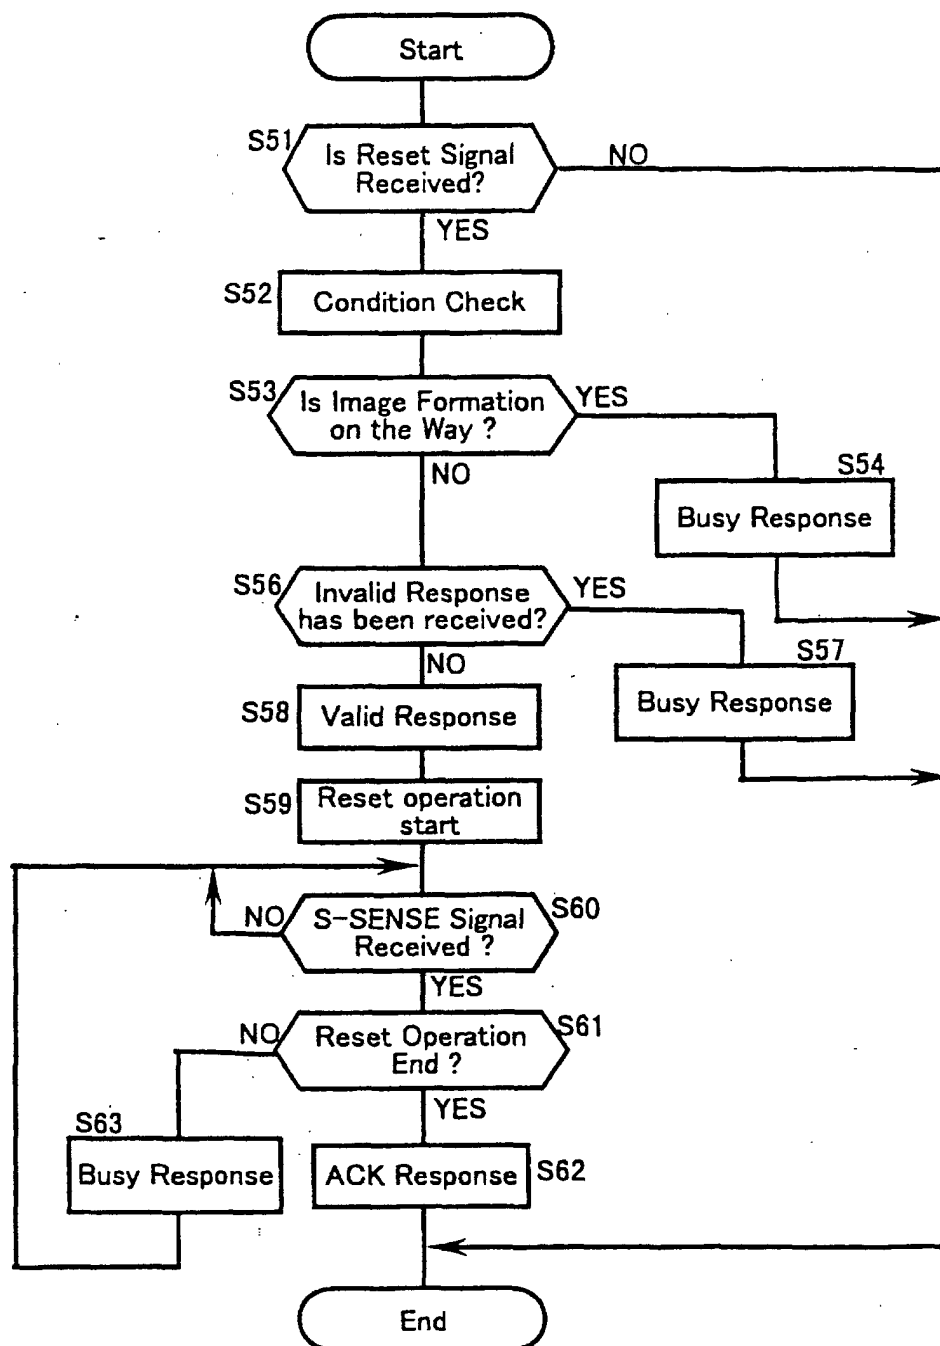 Start
S51
Is Reset Signal
Received?
NO
YES
S52
Condition Check
S53
Is Image Formation
on the Way ?
YES
NO
S54
Busy Response
S56
Invalid Response
has been received?
YES
NO
S57
Busy Response
S58
Valid Response
S59
Reset operation
start
NO
S-SENSE Signal
Received ?
S60
YES
NO
Reset Operation
End ?
S61
YES
S63
Busy Response
ACK Response
S62
End